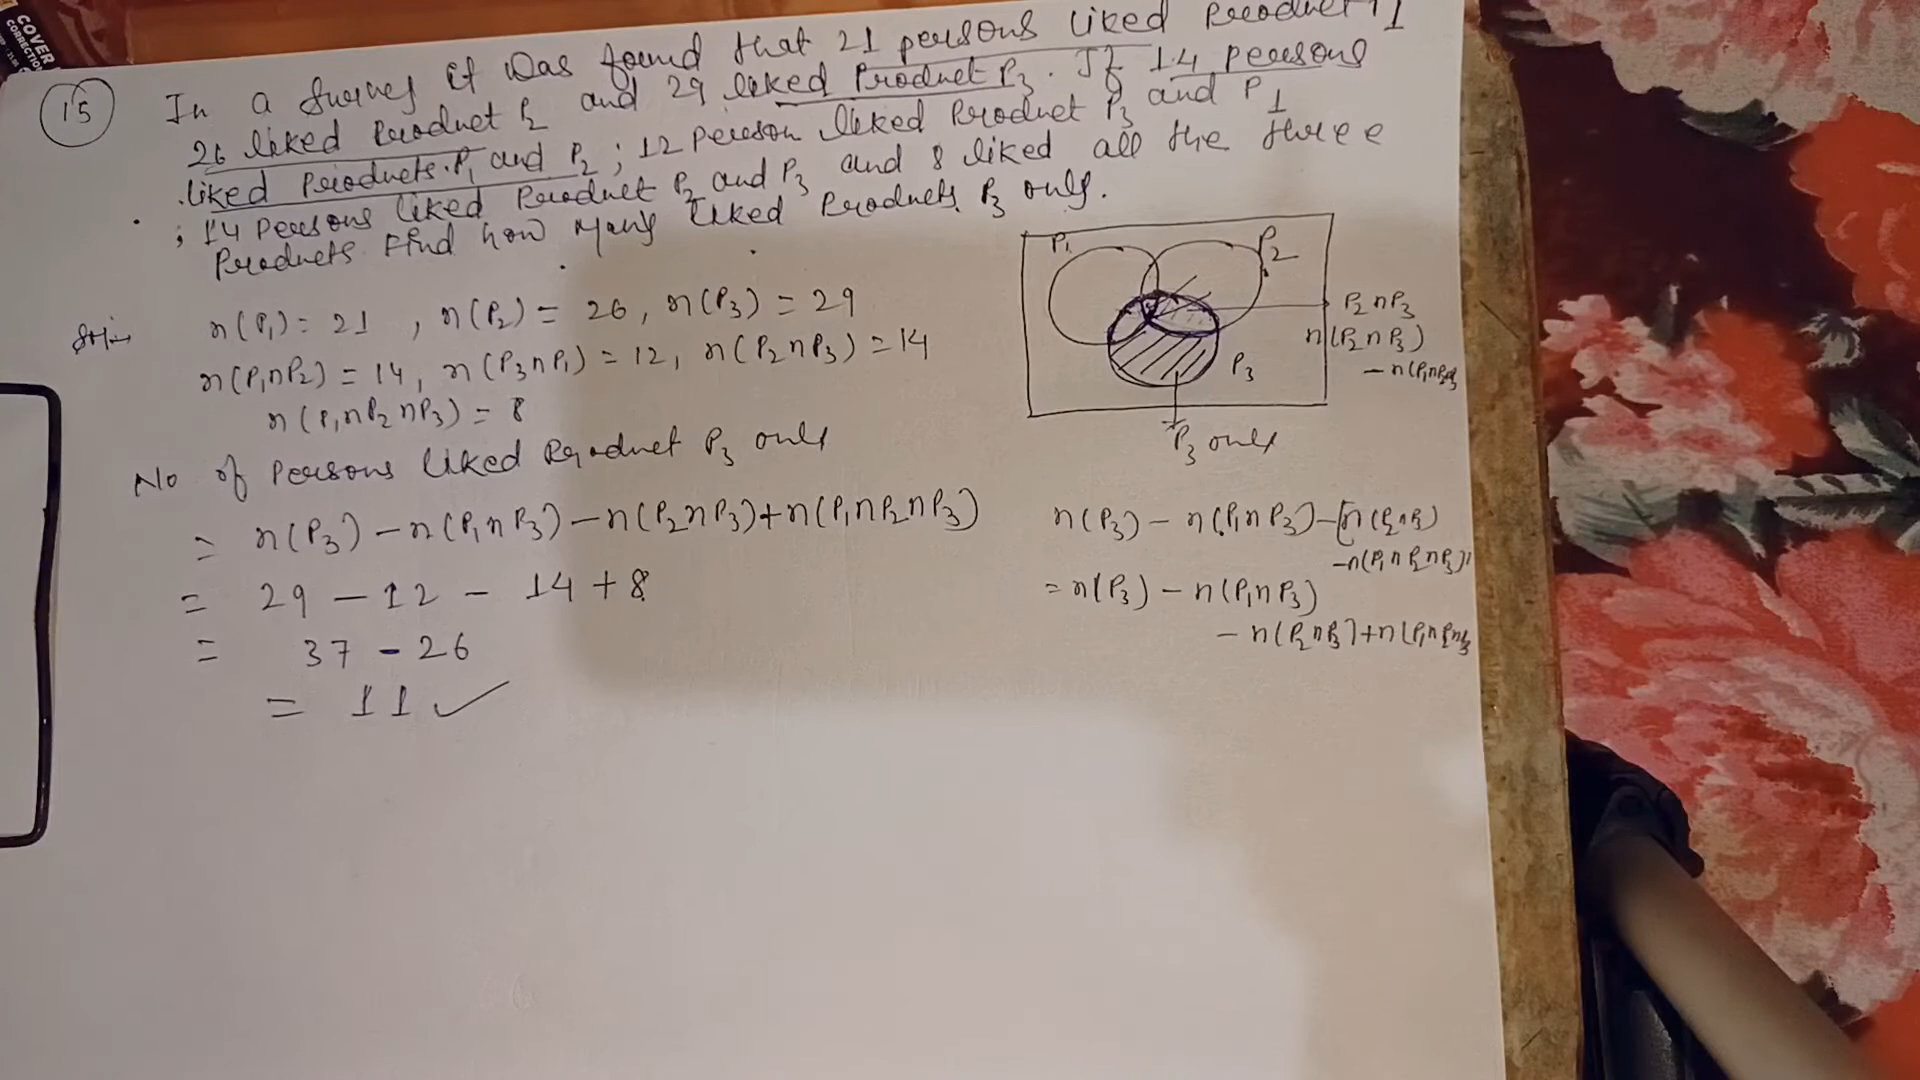 COVER
CORRECTION
15
In a survey it was found that 21 persons liked Product P1
26 liked Product P2 and 29 liked Product P3. If 14 persons
liked Products P1 and P2; 12 person liked Product P3 and P1
; 14 persons liked Product P2 and P3 and 8 liked all the three
Products. Find how many liked Products P3 only.
Soln
n(P1) = 21, n(P2) = 26, n(P3) = 29
n(P1∩P2) = 14, n(P3∩P1) = 12, n(P2∩P3) = 14
n(P1∩P2∩P3) = 8
No of Persons liked Product P3 only
= n(P3) - n(P1∩P3) - n(P2∩P3) + n(P1∩P2∩P3)
= 29 - 12 - 14 + 8
= 37 - 26
= 11 ✓
P1
P2
P3
P2∩P3
n(P2∩P3)
- n(P1∩P2∩P3
P3 only
n(P3) - n(P1∩P3) - [n(P2∩P3)
- n(P1∩P2∩P3)]
= n(P3) - n(P1∩P3)
- n(P2∩P3) + n(P1∩P2∩P3